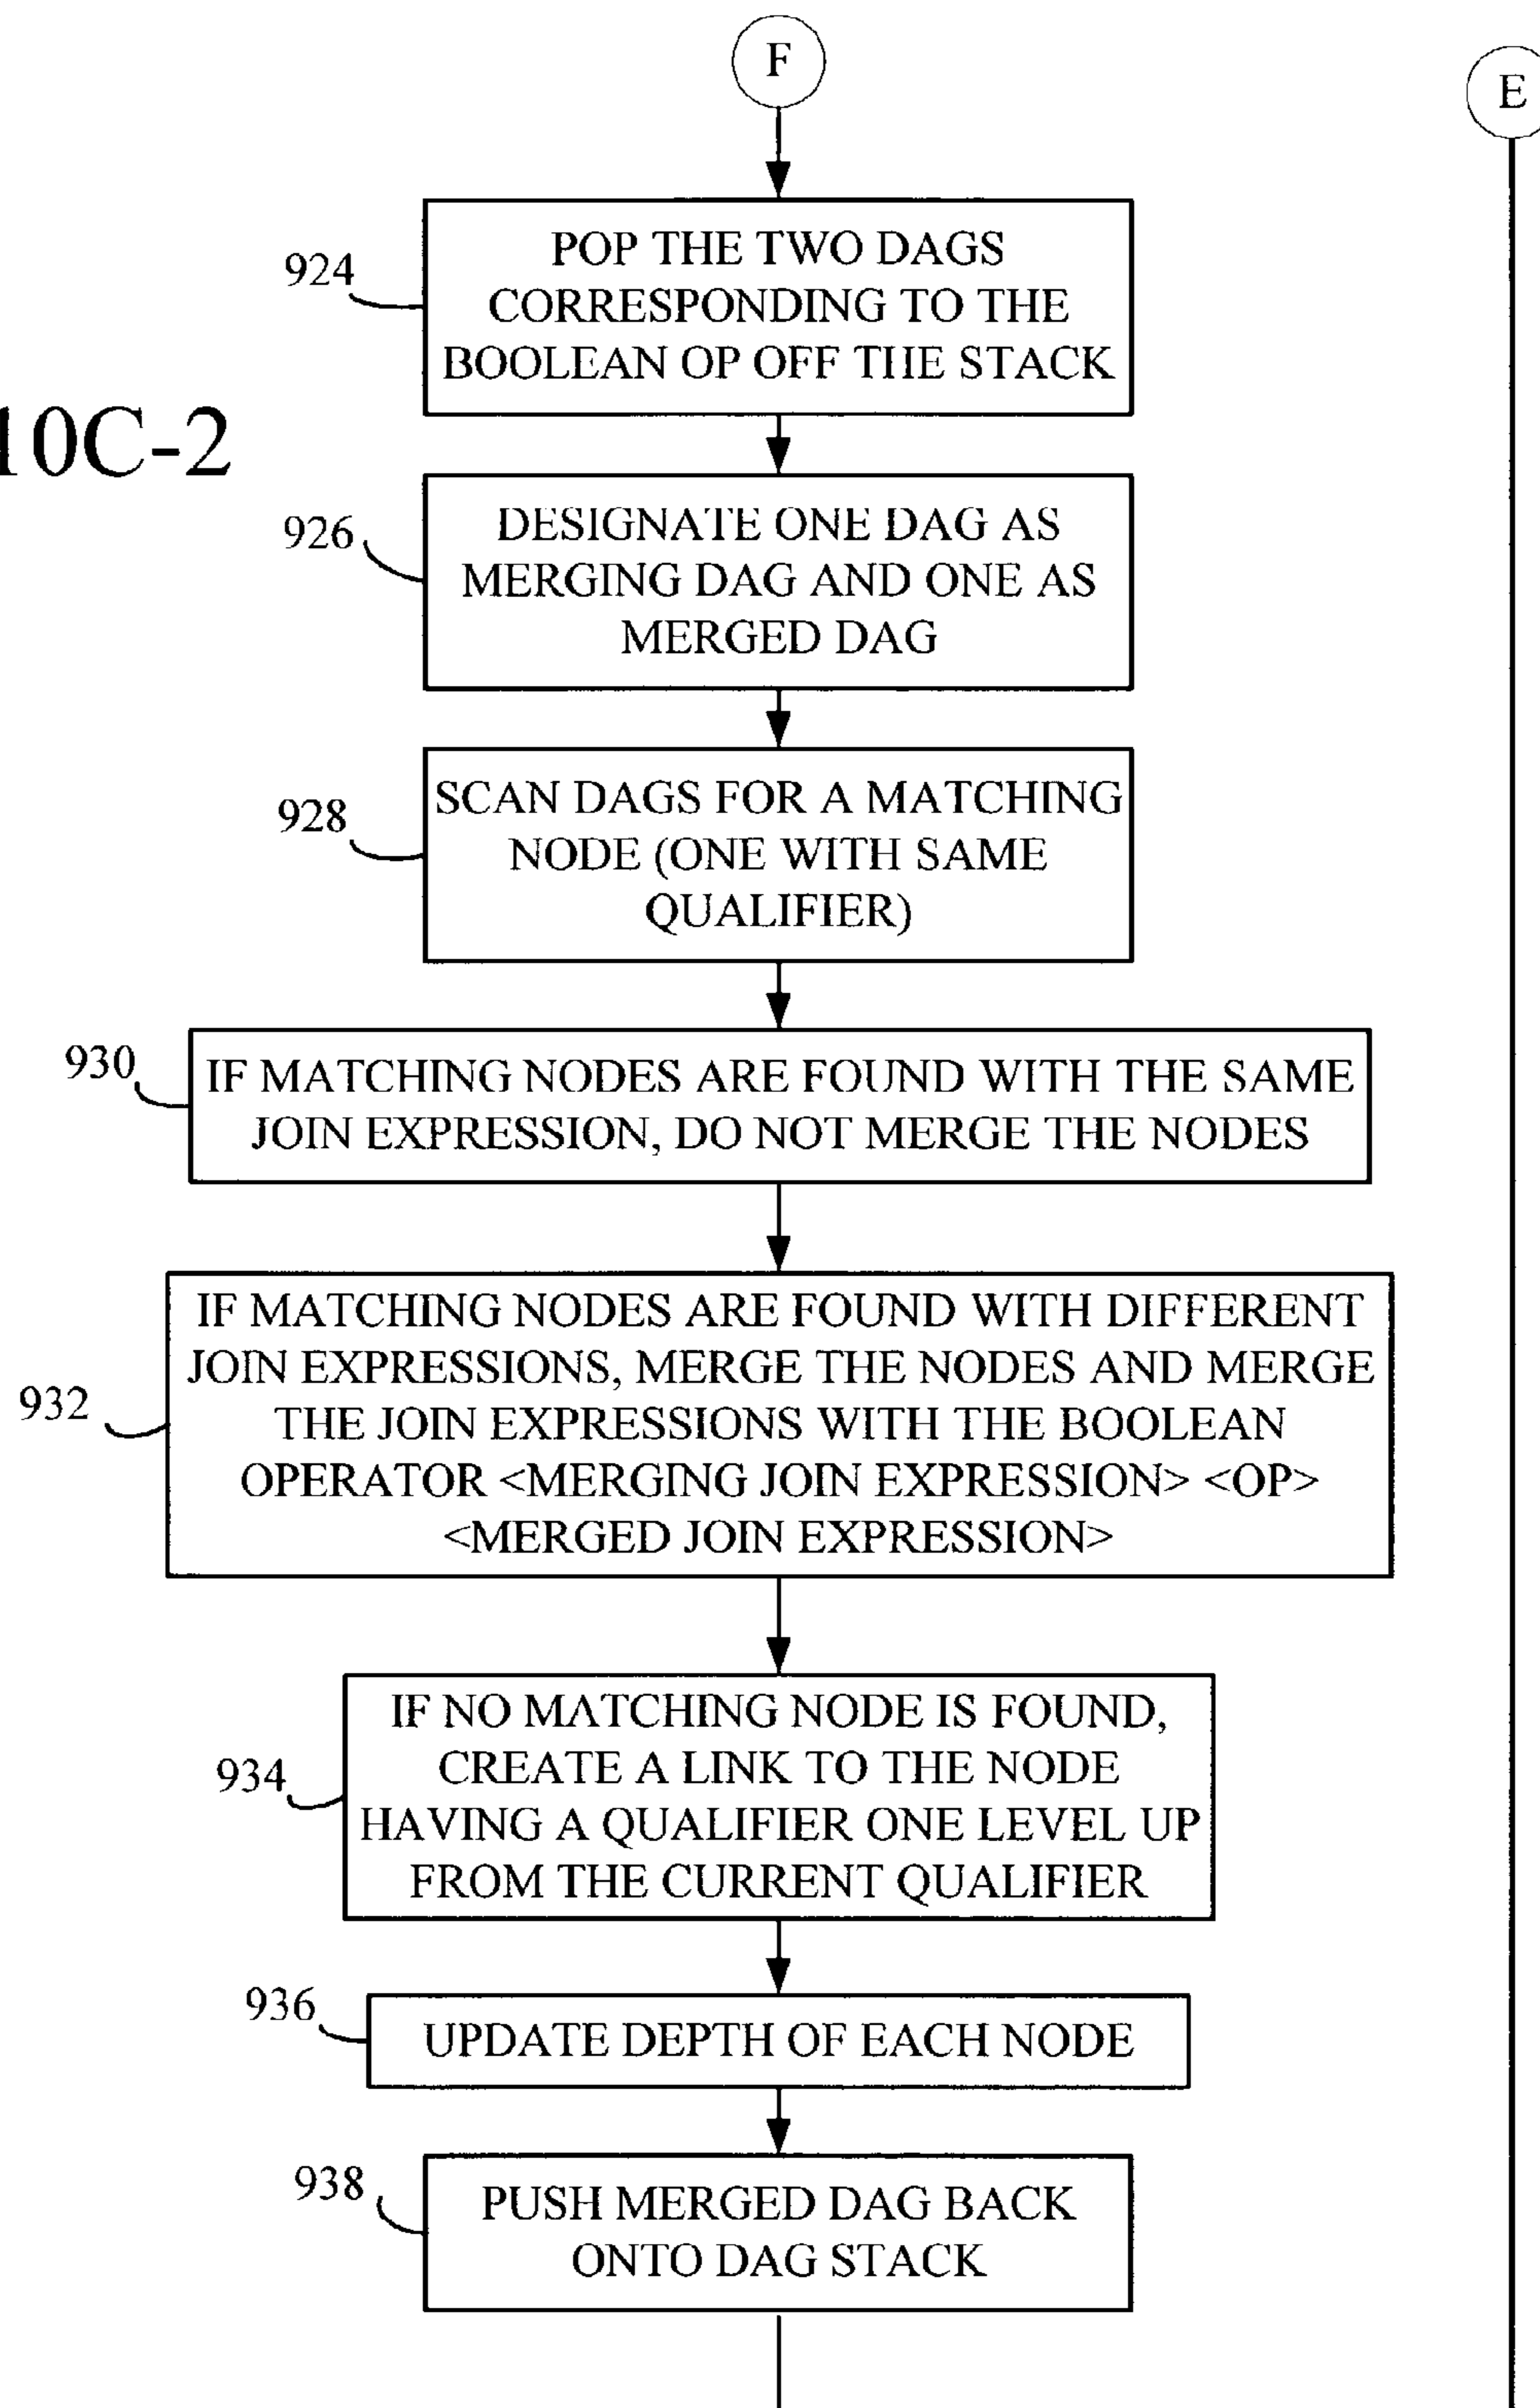 F
E
924
POP THE TWO DAGS
CORRESPONDING TO THE
BOOLEAN OP OFF THE STACK
10C-2
926
DESIGNATE ONE DAG AS
MERGING DAG AND ONE AS
MERGED DAG
928
SCAN DAGS FOR A MATCHING
NODE (ONE WITH SAME
QUALIFIER)
930
IF MATCHING NODES ARE FOUND WITH THE SAME
JOIN EXPRESSION, DO NOT MERGE THE NODES
932
IF MATCHING NODES ARE FOUND WITH DIFFERENT
JOIN EXPRESSIONS, MERGE THE NODES AND MERGE
THE JOIN EXPRESSIONS WITH THE BOOLEAN
OPERATOR <MERGING JOIN EXPRESSION> <OP>
<MERGED JOIN EXPRESSION>
934
IF NO MATCHING NODE IS FOUND,
CREATE A LINK TO THE NODE
HAVING A QUALIFIER ONE LEVEL UP
FROM THE CURRENT QUALIFIER
936
UPDATE DEPTH OF EACH NODE
938
PUSH MERGED DAG BACK
ONTO DAG STACK